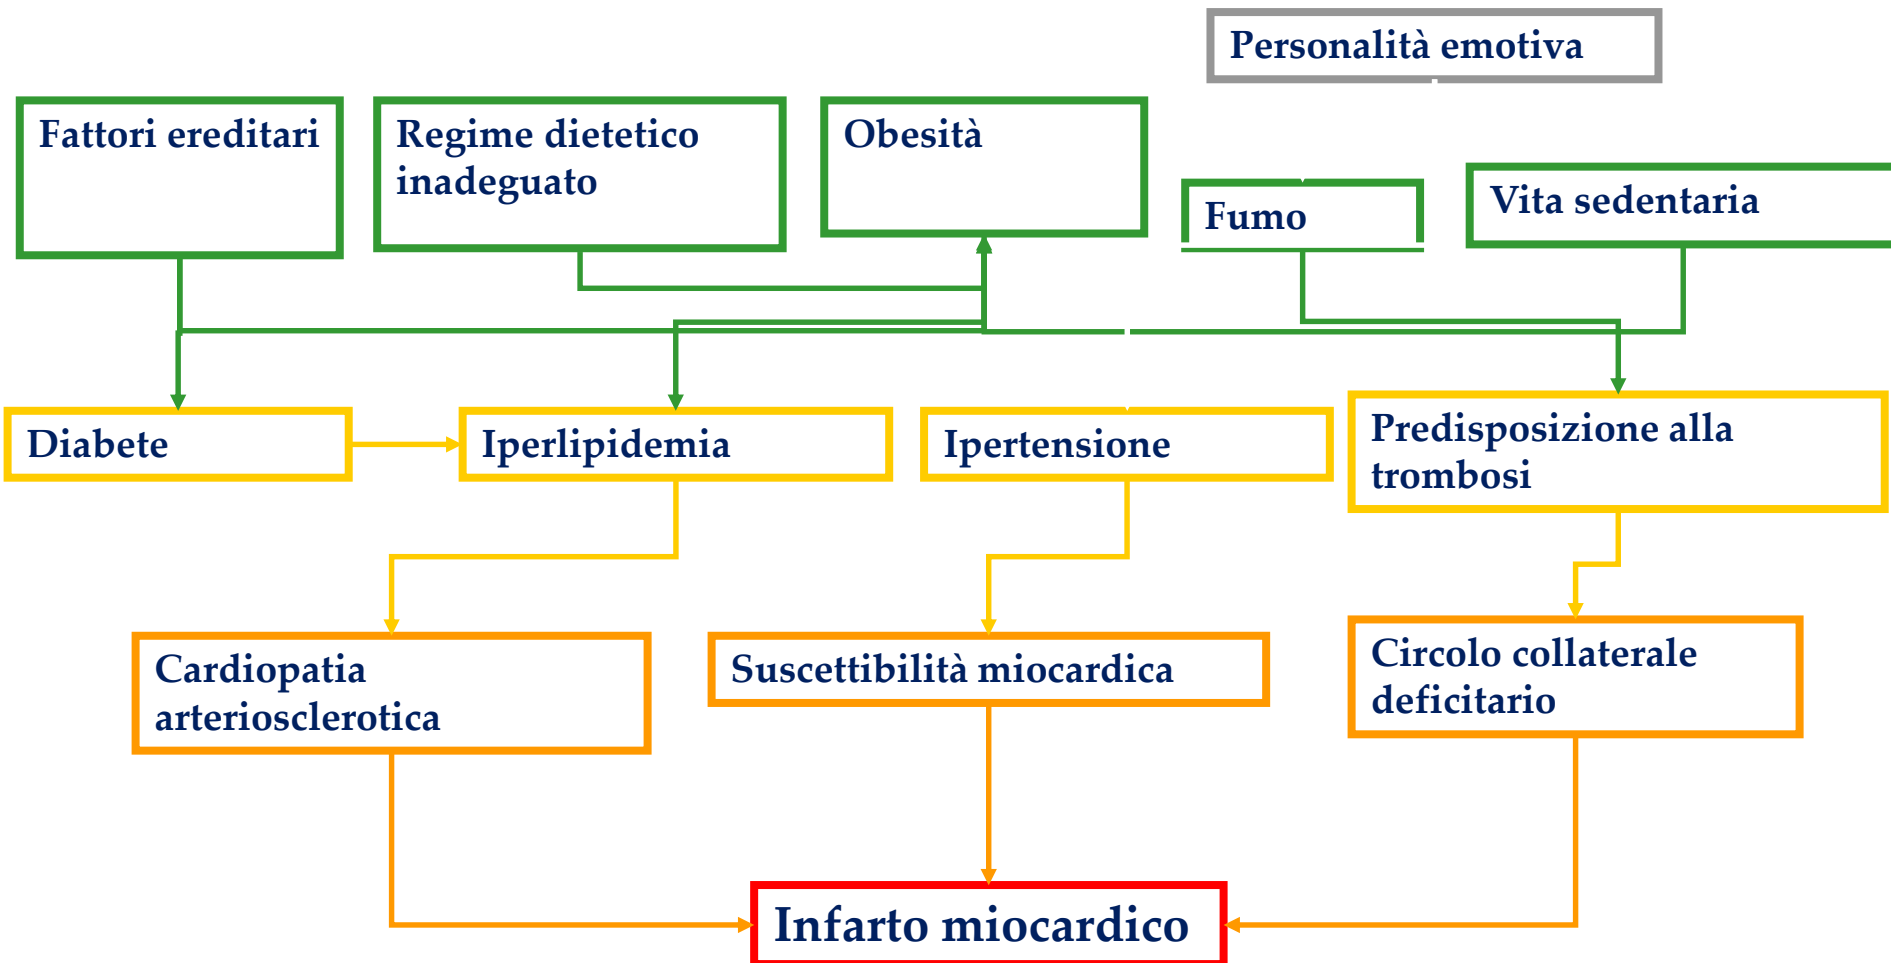 Personalità emotiva
Fattori ereditari
Regime dietetico
inadeguato
Obesità
Fumo
Vita sedentaria
Diabete
Iperlipidemia
Ipertensione
Predisposizione alla
trombosi
Cardiopatia
arteriosclerotica
Suscettibilità miocardica
Circolo collaterale
deficitario
Infarto miocardico